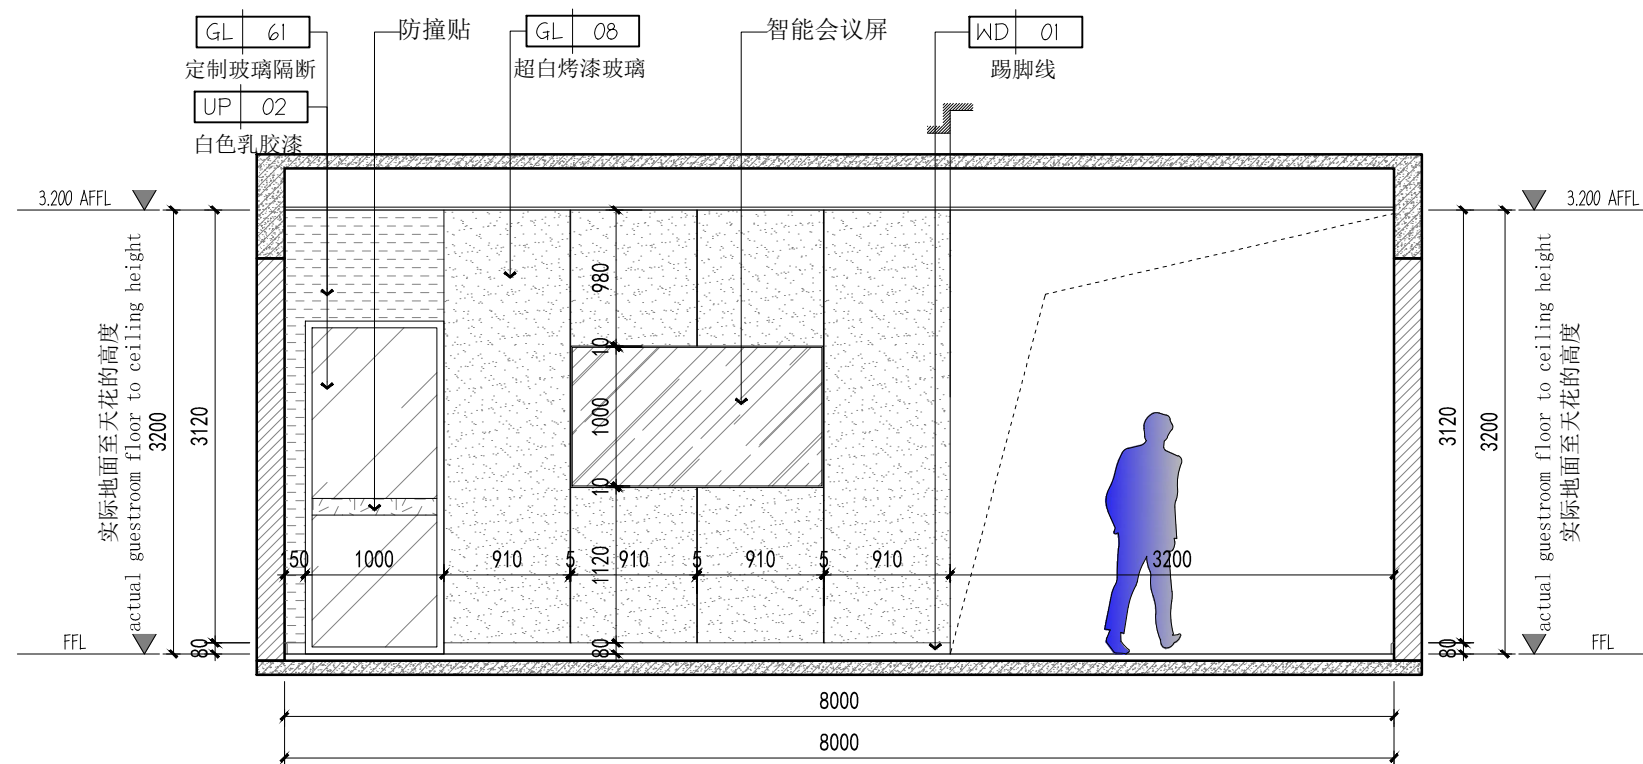 GL 61
定制玻璃隔断
UP 02
白色乳胶漆
防撞贴
GL 08
超白烤漆玻璃
智能会议屏
WD 01
踢脚线
3.200 AFFL
3.200 AFFL
实际地面至天花的高度
actual guestroom floor to ceiling height
3200
3120
80
FFL
980
10
1000
10
1120
80
50
1000
910
5
910
5
910
5
910
3200
3120
80
3200
actual guestroom floor to ceiling height
实际地面至天花的高度
FFL
8000
8000